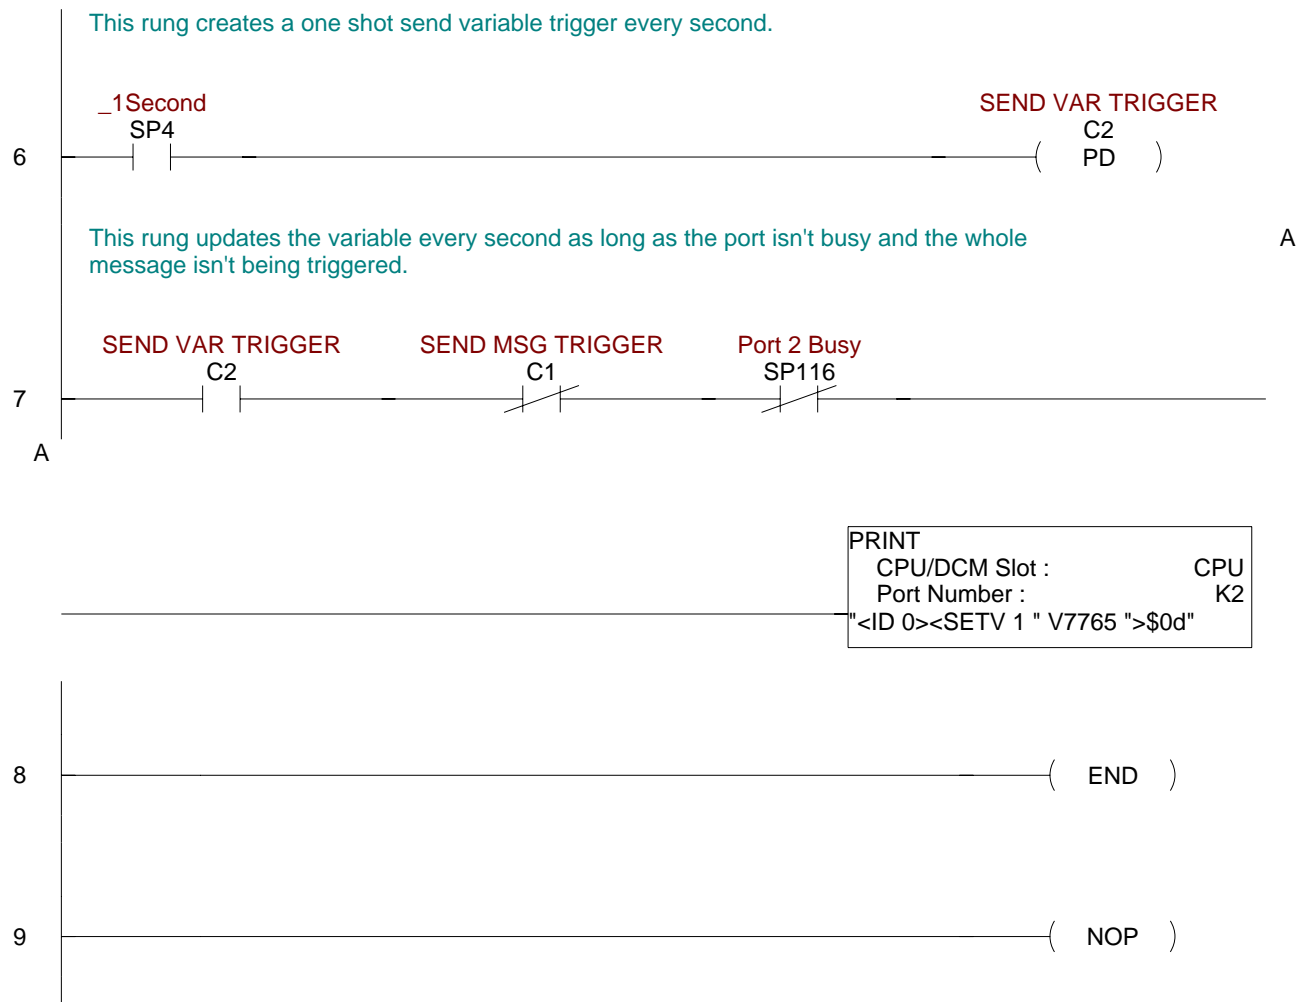 This rung creates a one shot send variable trigger every second.
_1Second
SP4
SEND VAR TRIGGER
C2
6
PD
This rung updates the variable every second as long as the port isn't busy and the whole
message isn't being triggered.
A
SEND VAR TRIGGER
C2
SEND MSG TRIGGER
C1
Port 2 Busy
SP116
7
A
PRINT
CPU/DCM Slot : CPU
Port Number : K2
"<ID 0><SETV 1 " V7765 ">$0d"
8
END
9
NOP